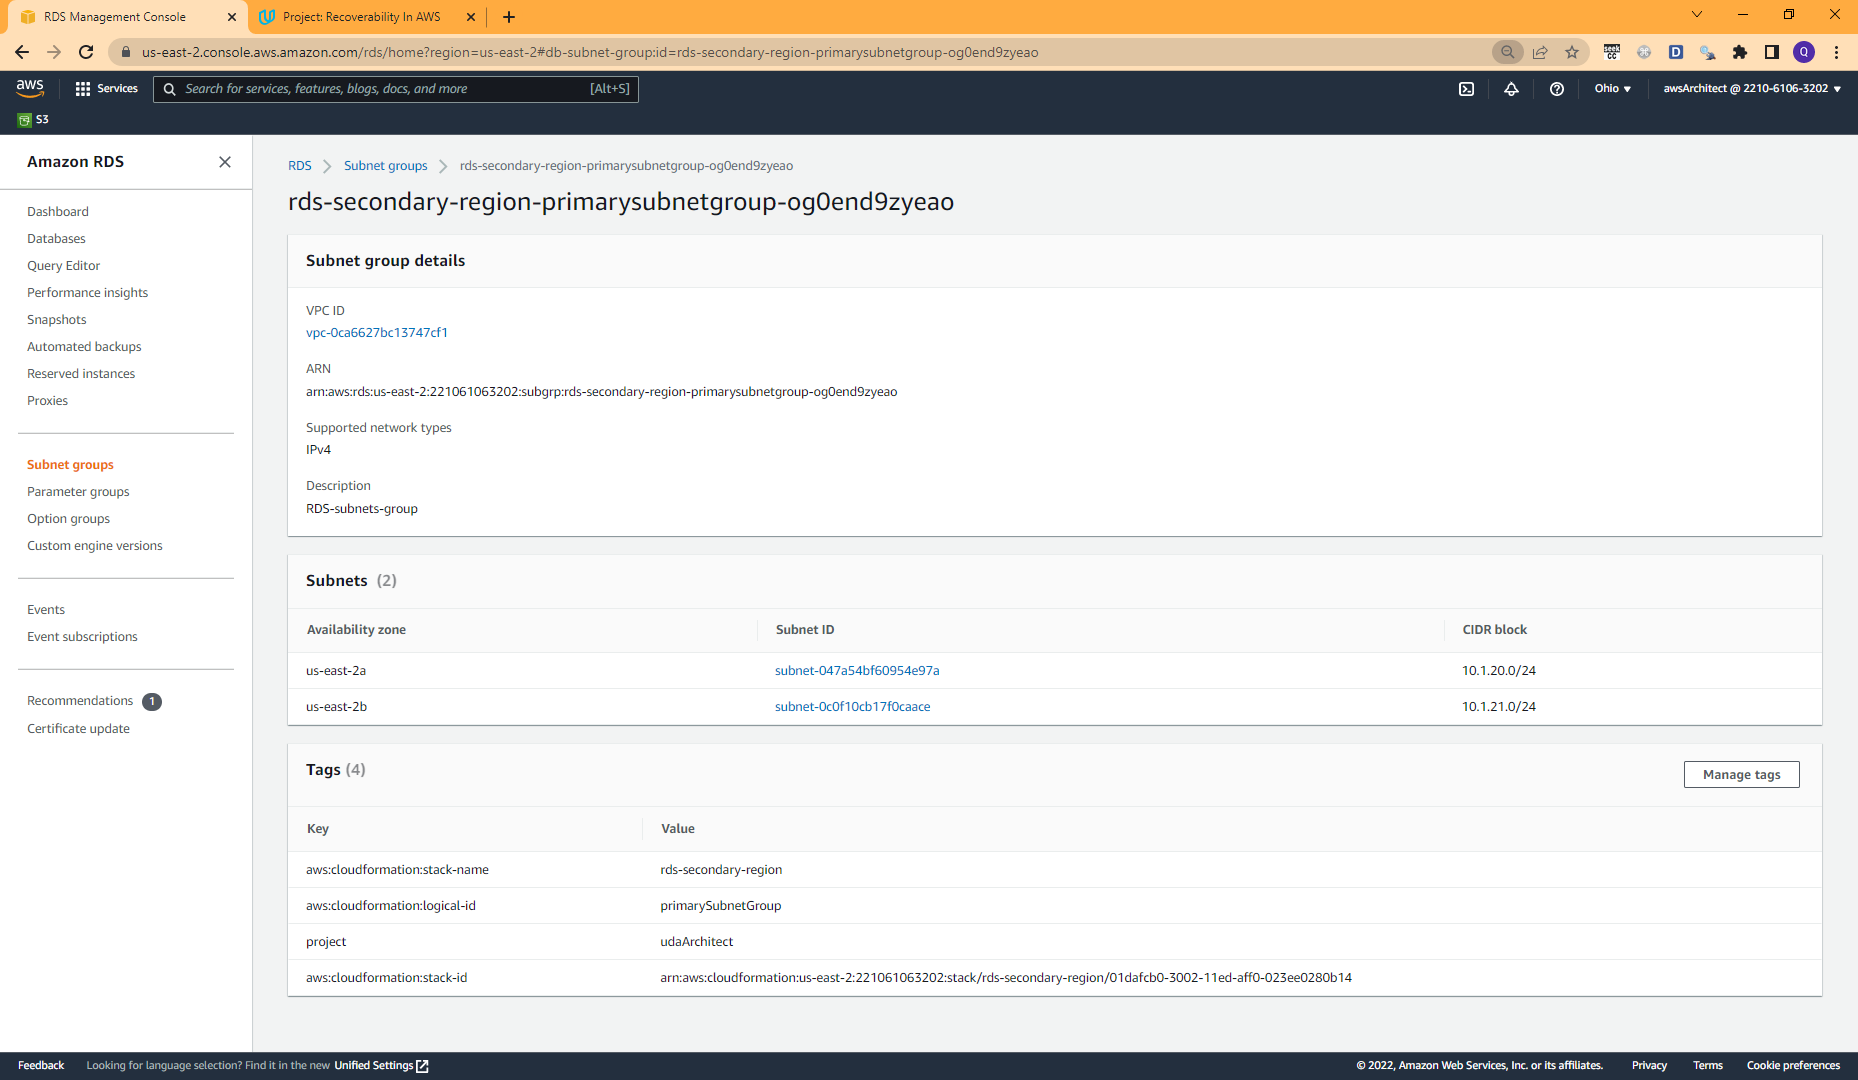 RDS Management Console
Project: Recoverability In AWS
us-east-2.console.aws.amazon.com/rds/home?region=us-east-2#db-subnet-group:id=rds-secondary-region-primarysubnetgroup-og0end9zyeao
seek
CC
D
Q
aws
Services
Search for services, features, blogs, docs, and more
[Alt+S]
Ohio
awsArchitect @ 2210-6106-3202
S3
Amazon RDS
Dashboard
Databases
Query Editor
Performance insights
Snapshots
Automated backups
Reserved instances
Proxies
Subnet groups
Parameter groups
Option groups
Custom engine versions
Events
Event subscriptions
Recommendations 1
Certificate update
RDS
Subnet groups
rds-secondary-region-primarysubnetgroup-og0end9zyeao
rds-secondary-region-primarysubnetgroup-og0end9zyeao
Subnet group details
VPC ID
vpc-0ca6627bc13747cf1
ARN
arn:aws:rds:us-east-2:221061063202:subgrp:rds-secondary-region-primarysubnetgroup-og0end9zyeao
Supported network types
IPv4
Description
RDS-subnets-group
Subnets (2)
Availability zone Subnet ID CIDR block
us-east-2a subnet-047a54bf60954e97a 10.1.20.0/24
us-east-2b subnet-0c0f10cb17f0caace 10.1.21.0/24
Tags (4)
Manage tags
Key Value
aws:cloudformation:stack-name rds-secondary-region
aws:cloudformation:logical-id primarySubnetGroup
project udaArchitect
aws:cloudformation:stack-id arn:aws:cloudformation:us-east-2:221061063202:stack/rds-secondary-region/01dafcb0-3002-11ed-aff0-023ee0280b14
Feedback
Looking for language selection? Find it in the new Unified Settings
© 2022, Amazon Web Services, Inc. or its affiliates.
Privacy
Terms
Cookie preferences